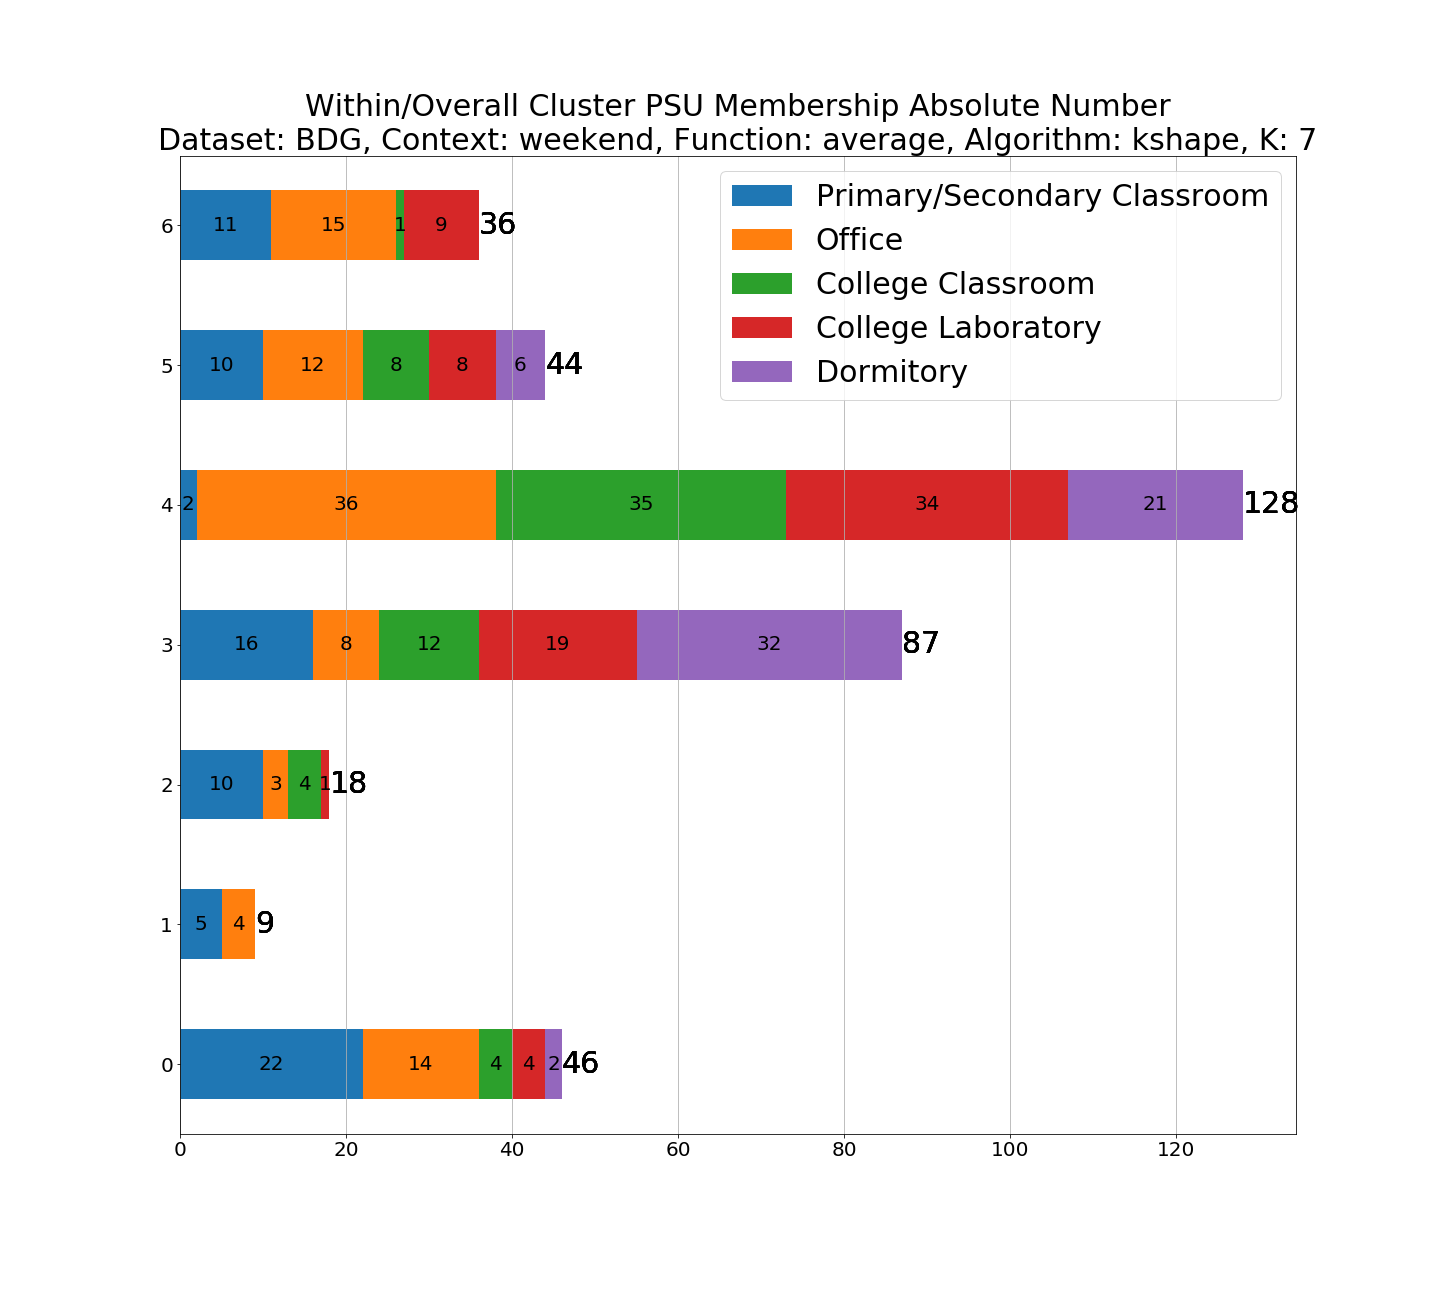 Within/Overall Cluster PSU Membership Absolute Number
Dataset: BDG, Context: weekend, Function: average, Algorithm: kshape, K: 7
Primary/Secondary Classroom
Office
College Classroom
College Laboratory
Dormitory
6 11 15 1 9 36
5 10 12 8 8 6 44
4 2 36 35 34 21 128
3 16 8 12 19 32 87
2 10 3 4 1 18
1 5 4 9
0 22 14 4 4 2 46
0 20 40 60 80 100 120